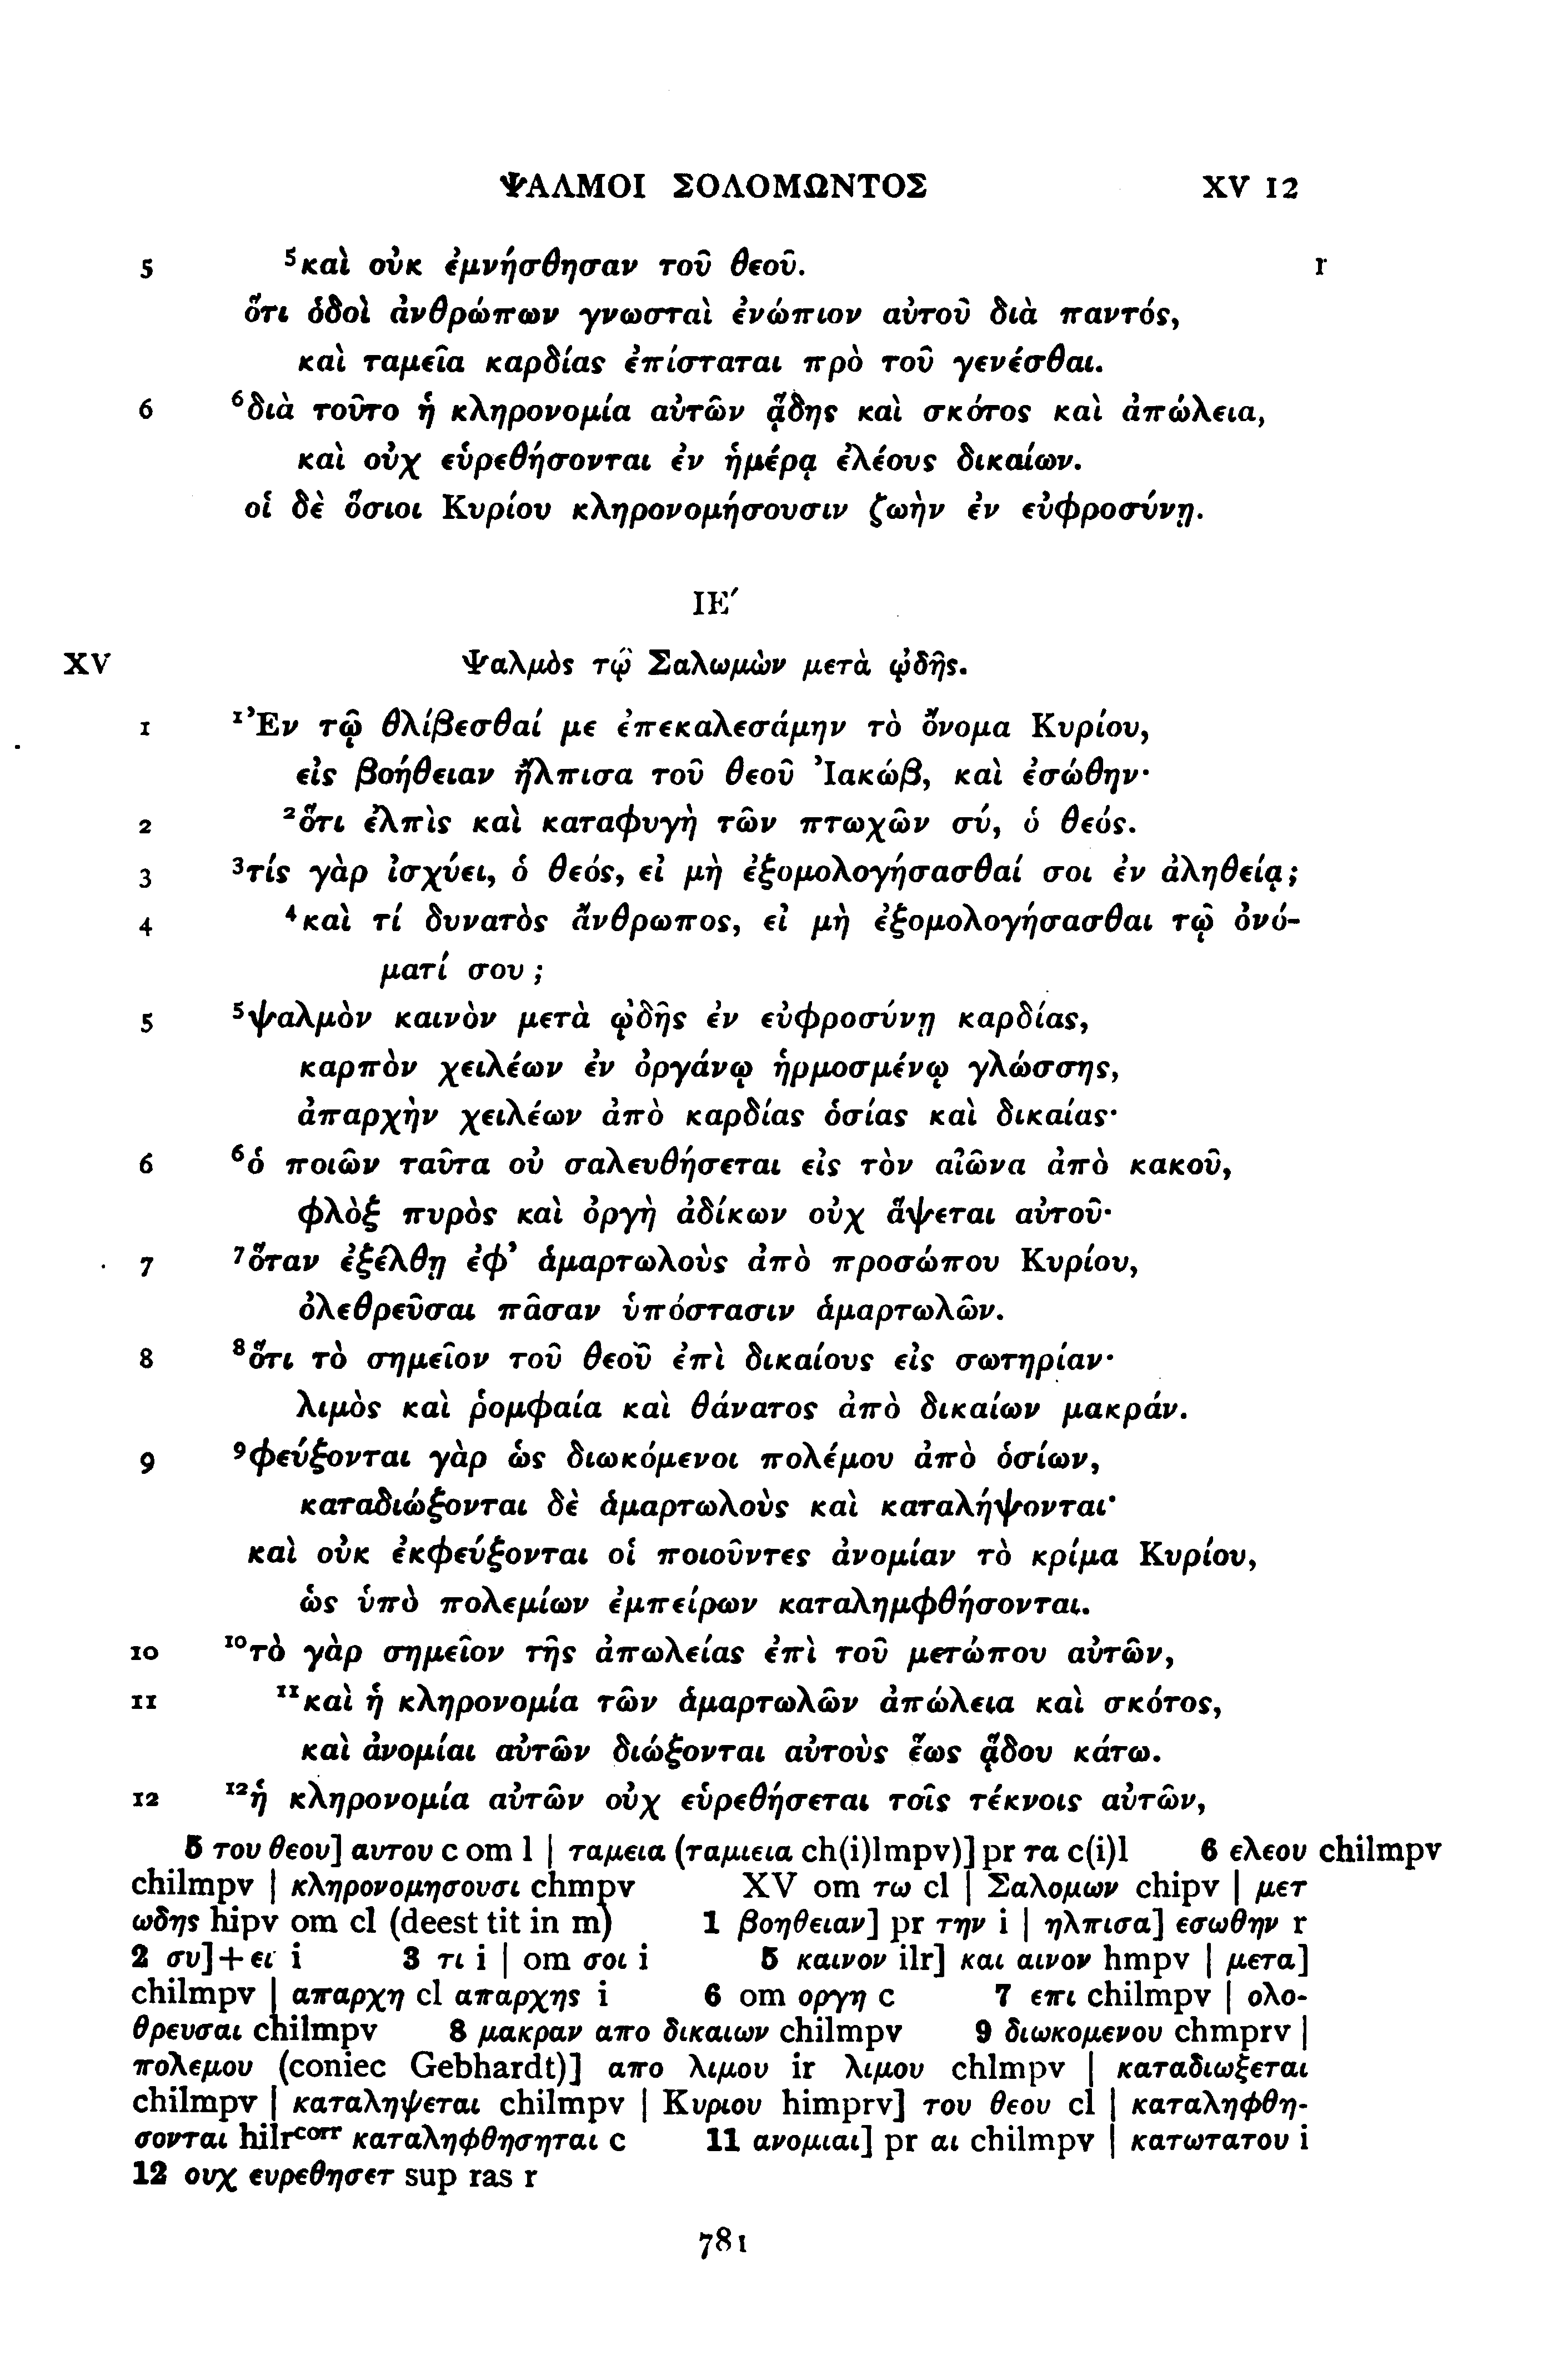 ΨΑΛΜΟΙ ΣΟΛΟΜΩΝΤΟΣ XV 12
5 ⁵καὶ οὐκ ἐμνήσθησαν τοῦ θεοῦ. r
ὅτι ὁδοὶ ἀνθρώπων γνωσταὶ ἐνώπιον αὐτοῦ διὰ παντός,
καὶ ταμεῖα καρδίας ἐπίσταται πρὸ τοῦ γενέσθαι.
6 ⁶διὰ τοῦτο ἡ κληρονομία αὐτῶν ᾅδης καὶ σκότος καὶ ἀπώλεια,
καὶ οὐχ εὑρεθήσονται ἐν ἡμέρᾳ ἐλέους δικαίων.
οἱ δὲ ὅσιοι Κυρίου κληρονομήσουσιν ζωὴν ἐν εὐφροσύνῃ.
ΙΕ′
XV Ψαλμὸς τῷ Σαλωμὼν μετὰ ᾠδῆς.
1 ¹Ἐν τῷ θλίβεσθαί με ἐπεκαλεσάμην τὸ ὄνομα Κυρίου,
εἰς βοήθειαν ἤλπισα τοῦ θεοῦ Ἰακώβ, καὶ ἐσώθην·
2 ²ὅτι ἐλπὶς καὶ καταφυγὴ τῶν πτωχῶν σύ, ὁ θεός.
3 ³τίς γὰρ ἰσχύει, ὁ θεός, εἰ μὴ ἐξομολογήσασθαί σοι ἐν ἀληθείᾳ;
4 ⁴καὶ τί δυνατὸς ἄνθρωπος, εἰ μὴ ἐξομολογήσασθαι τῷ ὀνό-
ματί σου ;
5 ⁵ψαλμὸν καινὸν μετὰ ᾠδῆς ἐν εὐφροσύνῃ καρδίας,
καρπὸν χειλέων ἐν ὀργάνῳ ἡρμοσμένῳ γλώσσης,
ἀπαρχὴν χειλέων ἀπὸ καρδίας ὁσίας καὶ δικαίας·
6 ⁶ὁ ποιῶν ταῦτα οὐ σαλευθήσεται εἰς τὸν αἰῶνα ἀπὸ κακοῦ,
φλὸξ πυρὸς καὶ ὀργὴ ἀδίκων οὐχ ἅψεται αὐτοῦ·
7 ⁷ὅταν ἐξέλθῃ ἐφ’ ἁμαρτωλοὺς ἀπὸ προσώπου Κυρίου,
ὀλεθρεῦσαι πᾶσαν ὑπόστασιν ἁμαρτωλῶν.
8 ⁸ὅτι τὸ σημεῖον τοῦ θεοῦ ἐπὶ δικαίους εἰς σωτηρίαν·
λιμὸς καὶ ῥομφαία καὶ θάνατος ἀπὸ δικαίων μακράν.
9 ⁹φεύξονται γὰρ ὡς διωκόμενοι πολέμου ἀπὸ ὁσίων,
καταδιώξονται δὲ ἁμαρτωλοὺς καὶ καταλήψονται·
καὶ οὐκ ἐκφεύξονται οἱ ποιοῦντες ἀνομίαν τὸ κρίμα Κυρίου,
ὡς ὑπὸ πολεμίων ἐμπείρων καταλημφθήσονται.
10 ¹⁰τὸ γὰρ σημεῖον τῆς ἀπωλείας ἐπὶ τοῦ μετώπου αὐτῶν,
11 ¹¹καὶ ἡ κληρονομία τῶν ἁμαρτωλῶν ἀπώλεια καὶ σκότος,
καὶ ἀνομίαι αὐτῶν διώξονται αὐτοὺς ἕως ᾅδου κάτω.
12 ¹²ἡ κληρονομία αὐτῶν οὐχ εὑρεθήσεται τοῖς τέκνοις αὐτῶν,
5 του θεου] αυτου c om l | ταμεια (ταμιεια ch(i)lmpv)] pr τα c(i)l 6 ελεου chilmpv
chilmpv | κληρονομησουσι chmpv XV om τω cl | Σαλομων chipv | μετ
ωδης hipv om cl (deest tit in m) 1 βοηθειαν] pr την i | ηλπισα] εσωθην r
2 συ]+ει i 3 τι i | om σοι i 5 καινον ilr] και αινον hmpv | μετα]
chilmpv | απαρχη cl απαρχης i 6 om οργη c 7 επι chilmpv | ολο-
θρευσαι chilmpv 8 μακραν απο δικαιων chilmpv 9 διωκομενου chmprv |
πολεμου (coniec Gebhardt)] απο λιμου ir λιμου chlmpv | καταδιωξεται
chilmpv | καταληψεται chilmpv | Κυριου himprv] του θεου cl | καταληφθη-
σονται hilrᶜᵒʳʳ καταληφθησηται c 11 ανομιαι] pr αι chilmpv | κατωτατου i
12 ουχ ευρεθησετ sup ras r
781